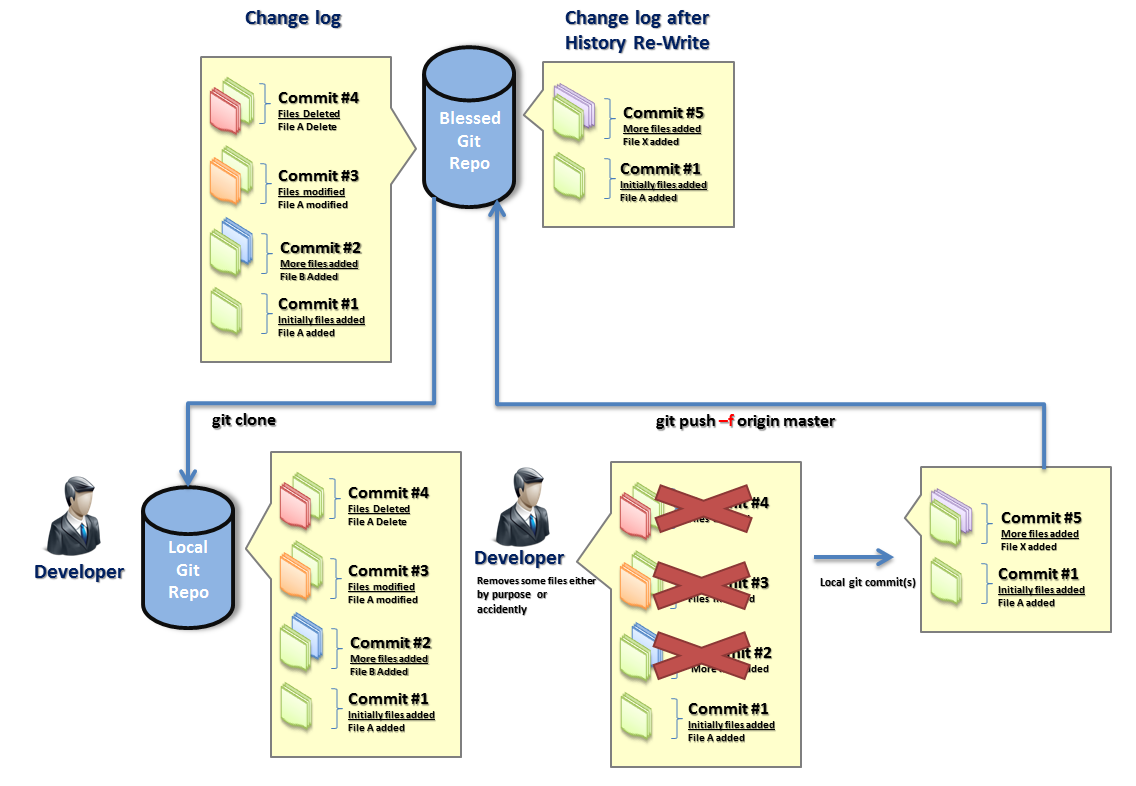 Change log
Commit #4
Files Deleted
File A Delete
Commit #3
Files modified
File A modified
Commit #2
More files added
File B Added
Commit #1
Initially files added
File A added
Blessed
Git
Repo
Change log after
History Re-Write
Commit #5
More files added
File X added
Commit #1
Initially files added
File A added
git clone
git push –f origin master
Developer
Local
Git
Repo
Commit #4
Files Deleted
File A Delete
Commit #3
Files modified
File A modified
Commit #2
More files added
File B Added
Commit #1
Initially files added
File A added
Developer
Removes some files either
by purpose or
accidently
#4
Files
#3
Files
#2
More added
Commit #1
Initially files added
File A added
Local git commit(s)
Commit #5
More files added
File X added
Commit #1
Initially files added
File A added